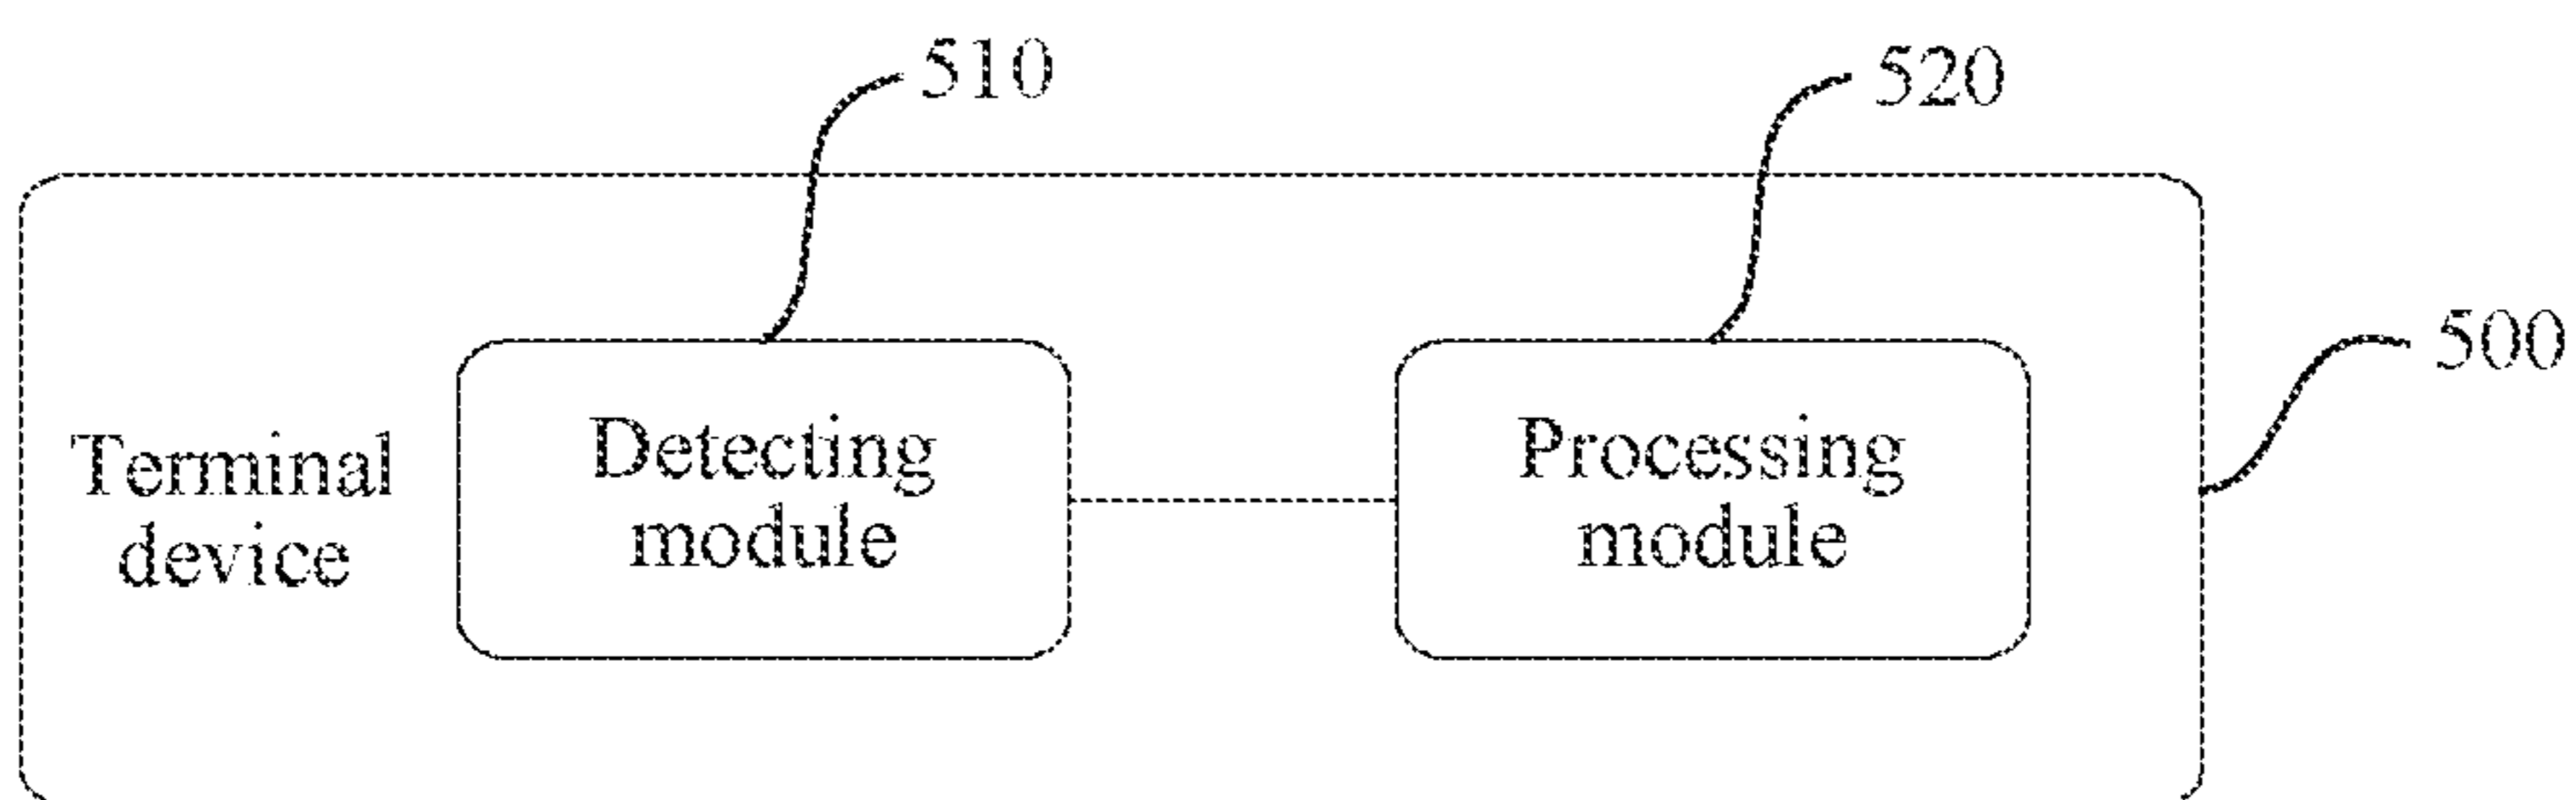 510
520
500
Terminal
device
Detecting
module
Processing
module